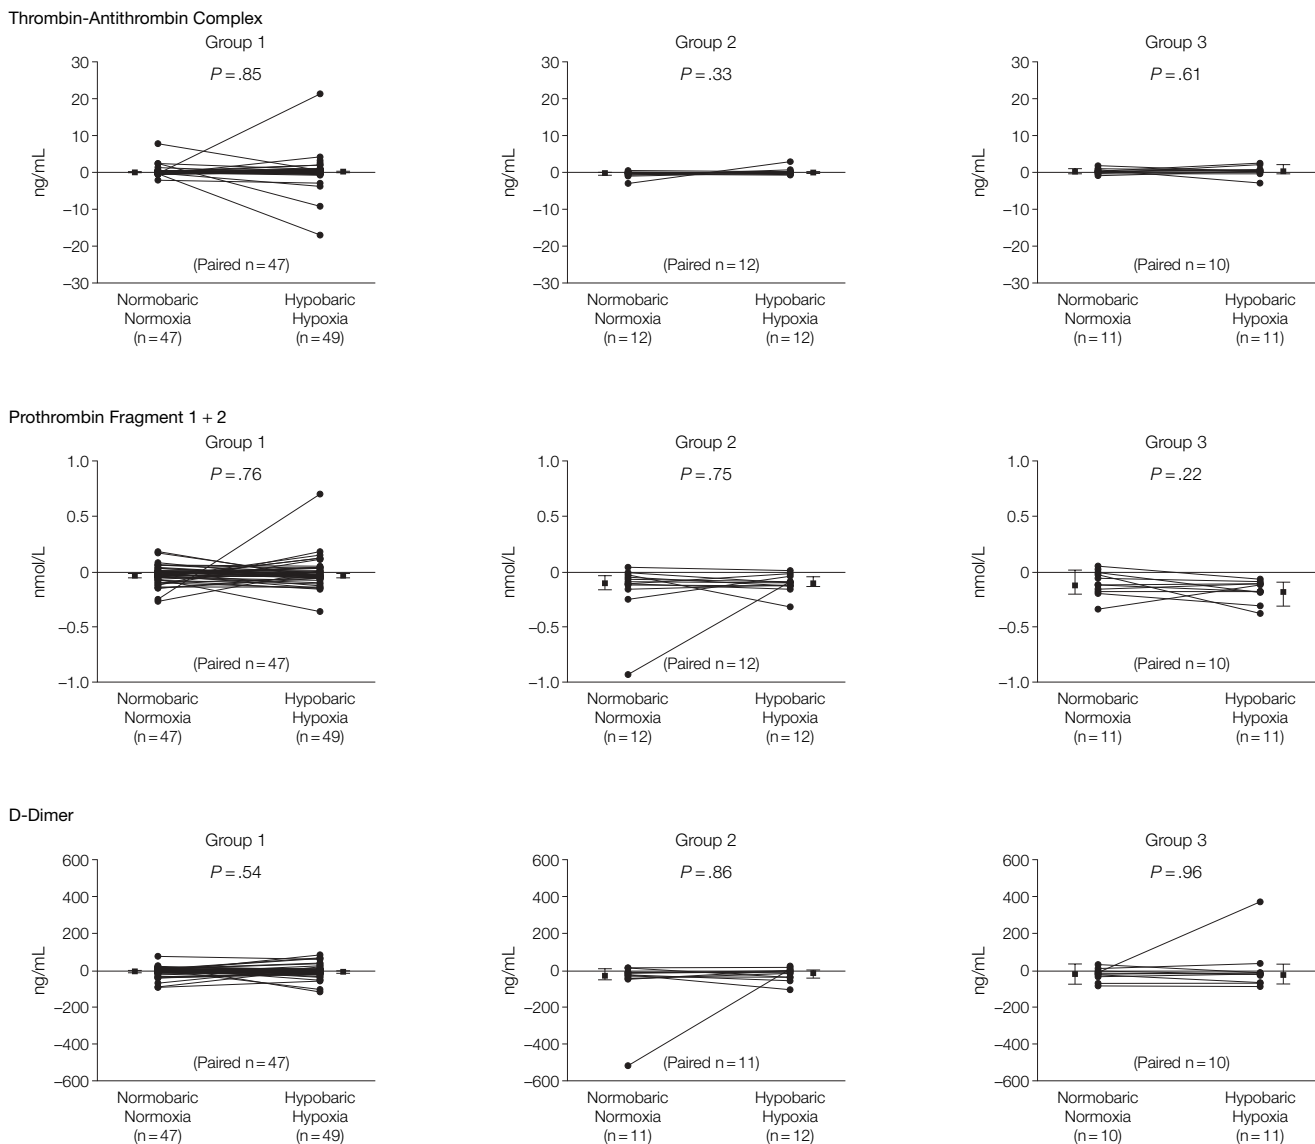 Thrombin-Antithrombin Complex
Group 1
P = .85
30
20
10
0
–10
–20
–30
ng/mL
(Paired n = 47)
Normobaric
Normoxia
(n = 47)
Hypobaric
Hypoxia
(n = 49)
Group 2
P = .33
30
20
10
0
–10
–20
–30
ng/mL
(Paired n = 12)
Normobaric
Normoxia
(n = 12)
Hypobaric
Hypoxia
(n = 12)
Group 3
P = .61
30
20
10
0
–10
–20
–30
ng/mL
(Paired n = 10)
Normobaric
Normoxia
(n = 11)
Hypobaric
Hypoxia
(n = 11)
Prothrombin Fragment 1 + 2
Group 1
P = .76
1.0
0.5
0
–0.5
–1.0
nmol/L
(Paired n = 47)
Normobaric
Normoxia
(n = 47)
Hypobaric
Hypoxia
(n = 49)
Group 2
P = .75
1.0
0.5
0
–0.5
–1.0
nmol/L
(Paired n = 12)
Normobaric
Normoxia
(n = 12)
Hypobaric
Hypoxia
(n = 12)
Group 3
P = .22
1.0
0.5
0
–0.5
–1.0
nmol/L
(Paired n = 10)
Normobaric
Normoxia
(n = 11)
Hypobaric
Hypoxia
(n = 11)
D-Dimer
Group 1
P = .54
600
400
200
0
–200
–400
–600
ng/mL
(Paired n = 47)
Normobaric
Normoxia
(n = 47)
Hypobaric
Hypoxia
(n = 49)
Group 2
P = .86
600
400
200
0
–200
–400
–600
ng/mL
(Paired n = 11)
Normobaric
Normoxia
(n = 11)
Hypobaric
Hypoxia
(n = 12)
Group 3
P = .96
600
400
200
0
–200
–400
–600
ng/mL
(Paired n = 10)
Normobaric
Normoxia
(n = 10)
Hypobaric
Hypoxia
(n = 11)